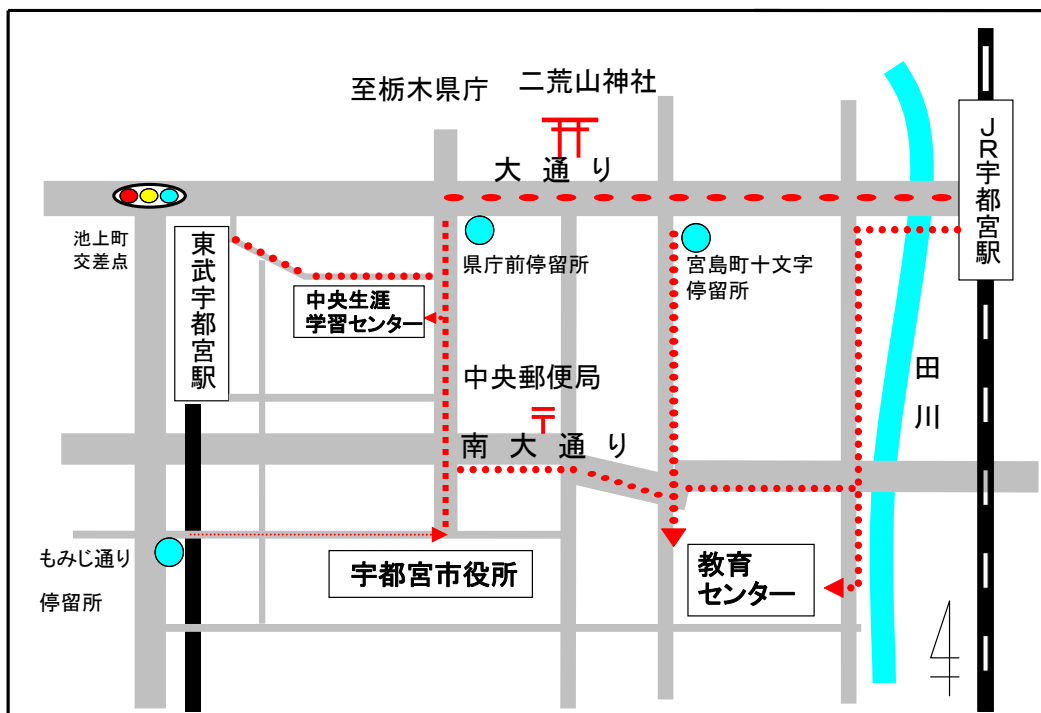 至栃木県庁
二荒山神社
大通り
JR宇都宮駅
池上町
交差点
東武宇都宮駅
県庁前停留所
宮島町十文字
停留所
中央生涯
学習センター
中央郵便局
〒
南大通り
田川
もみじ通り
停留所
宇都宮市役所
教育
センター